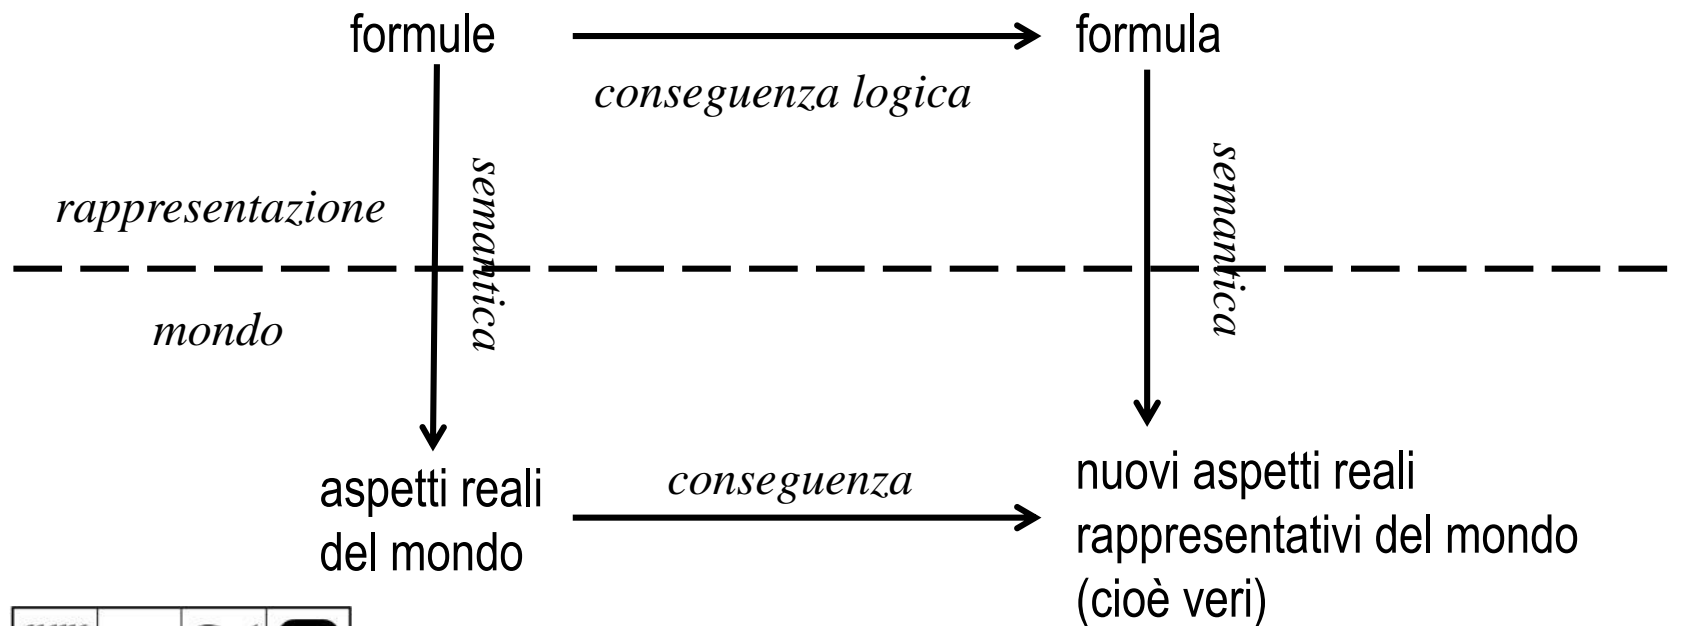 formule
formula
conseguenza logica
semantica
semantica
rappresentazione
mondo
aspetti reali
del mondo
conseguenza
nuovi aspetti reali
rappresentativi del mondo
(cioè veri)